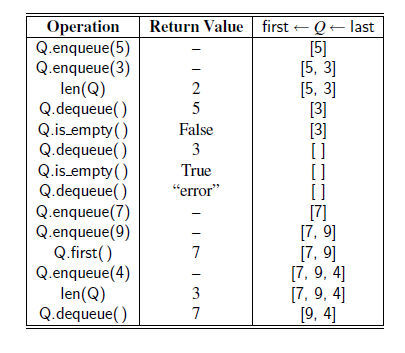 Operation Return Value first ← Q ← last
Q.enqueue(5) – [5]
Q.enqueue(3) – [5, 3]
len(Q) 2 [5, 3]
Q.dequeue( ) 5 [3]
Q.is_empty( ) False [3]
Q.dequeue( ) 3 [ ]
Q.is_empty( ) True [ ]
Q.dequeue( ) “error” [ ]
Q.enqueue(7) – [7]
Q.enqueue(9) – [7, 9]
Q.first( ) 7 [7, 9]
Q.enqueue(4) – [7, 9, 4]
len(Q) 3 [7, 9, 4]
Q.dequeue( ) 7 [9, 4]